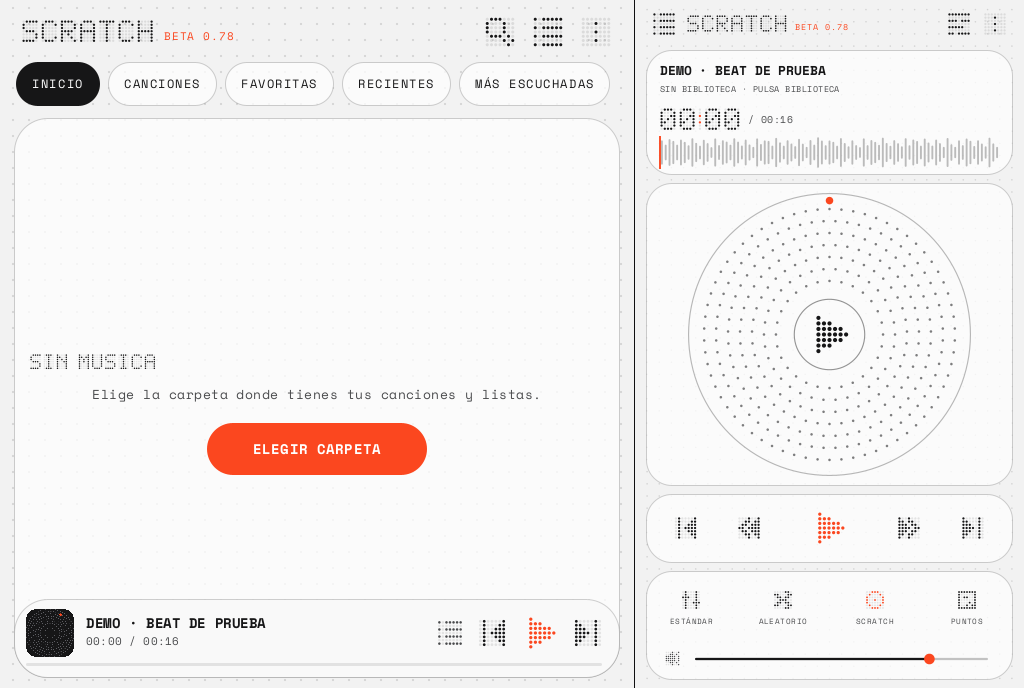 SCRATCH BETA 0.78
INICIO CANCIONES FAVORITAS RECIENTES MÁS ESCUCHADAS
SIN MUSICA
Elige la carpeta donde tienes tus canciones y listas.
ELEGIR CARPETA
DEMO · BEAT DE PRUEBA
00:00 / 00:16
SCRATCH BETA 0.78
DEMO · BEAT DE PRUEBA
SIN BIBLIOTECA · PULSA BIBLIOTECA
00:00 / 00:16
ESTÁNDAR ALEATORIO SCRATCH PUNTOS